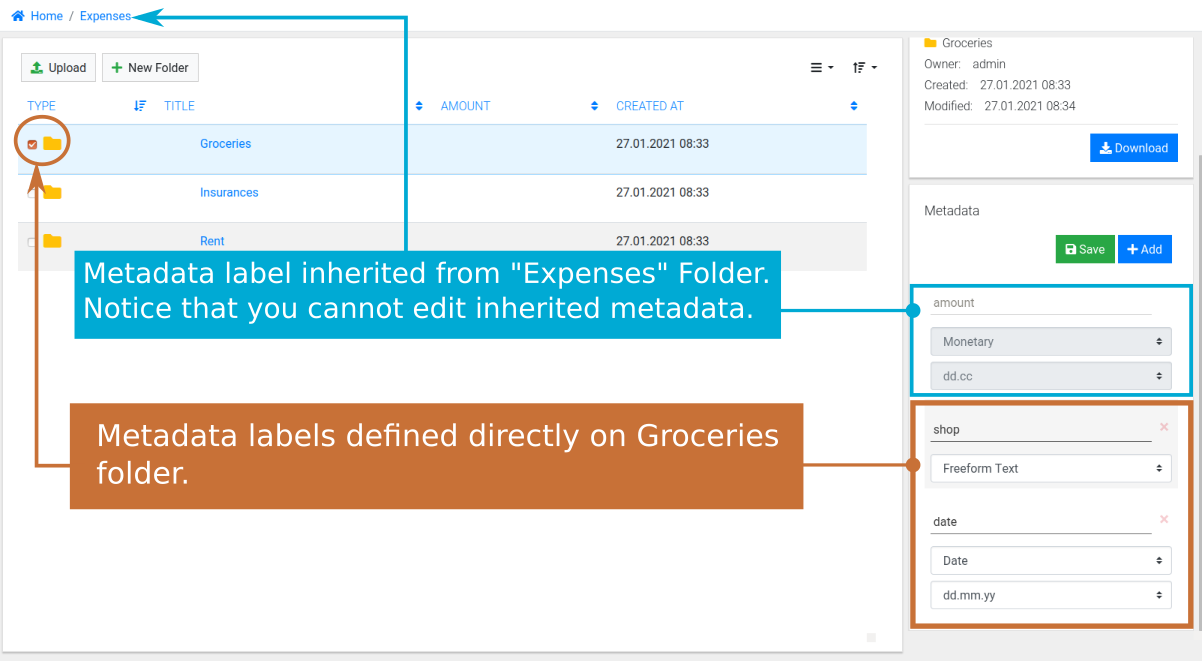 Home / Expenses
Upload
New Folder
TYPE TITLE AMOUNT CREATED AT
Groceries 27.01.2021 08:33
Insurances 27.01.2021 08:33
Rent 27.01.2021 08:33
Metadata label inherited from "Expenses" Folder.
Notice that you cannot edit inherited metadata.
Metadata labels defined directly on Groceries
folder.
Groceries
Owner: admin
Created: 27.01.2021 08:33
Modified: 27.01.2021 08:34
Download
Metadata
Save
Add
amount
Monetary
dd.cc
shop
Freeform Text
date
Date
dd.mm.yy